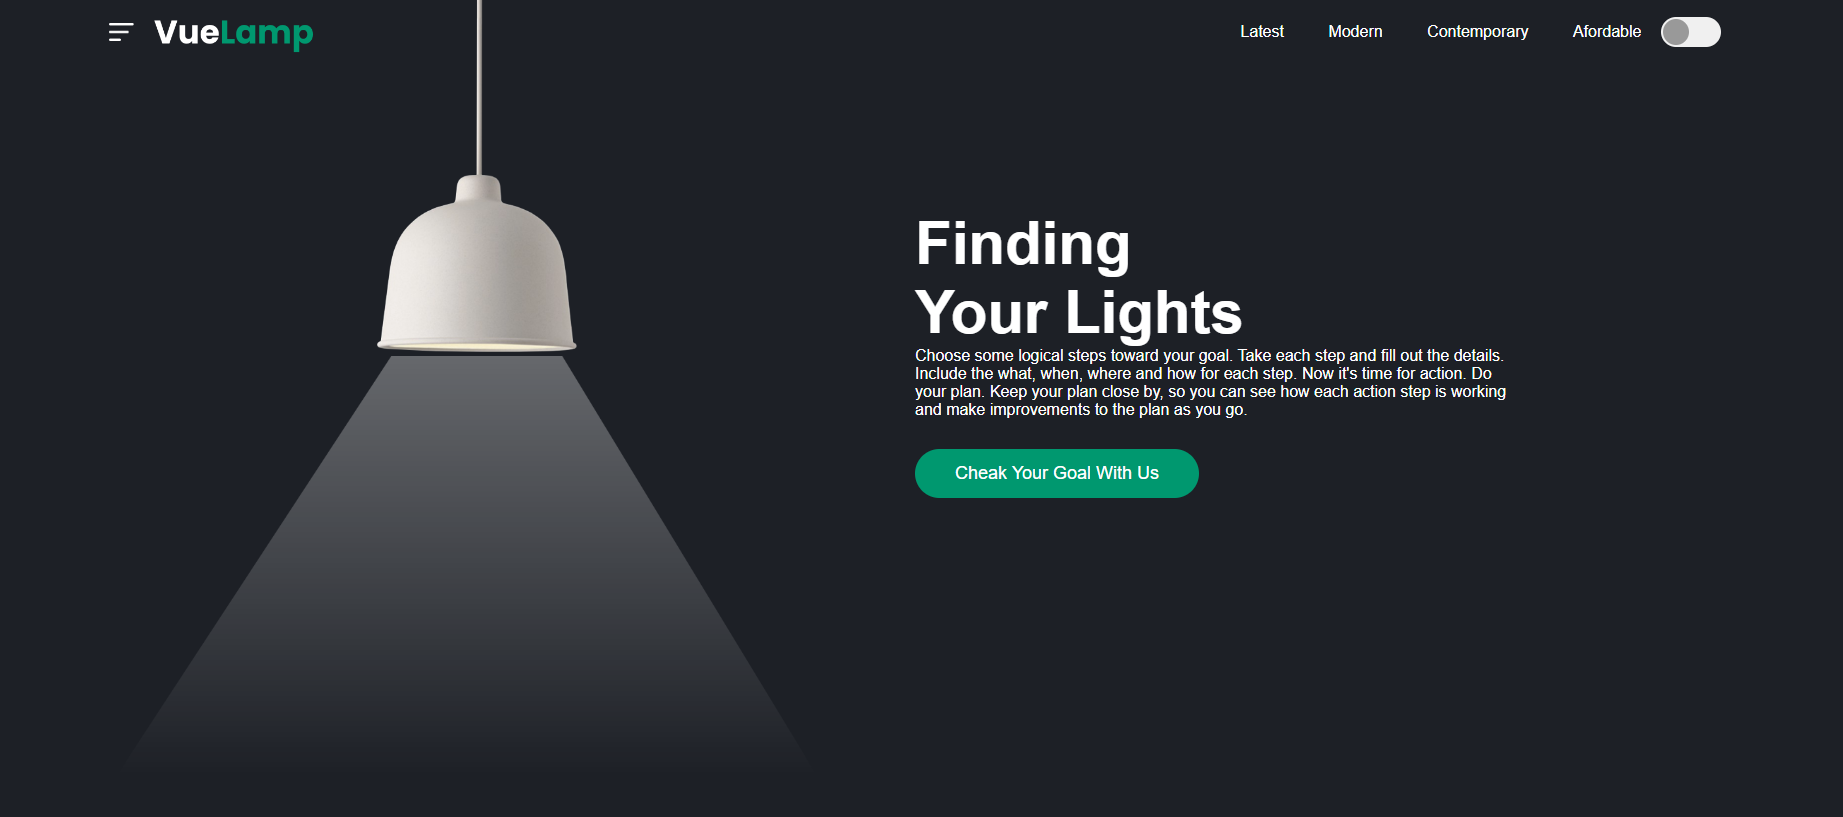 VueLamp
Latest
Modern
Contemporary
Afordable
Finding
Your Lights
Choose some logical steps toward your goal. Take each step and fill out the details.
Include the what, when, where and how for each step. Now it's time for action. Do
your plan. Keep your plan close by, so you can see how each action step is working
and make improvements to the plan as you go.
Cheak Your Goal With Us